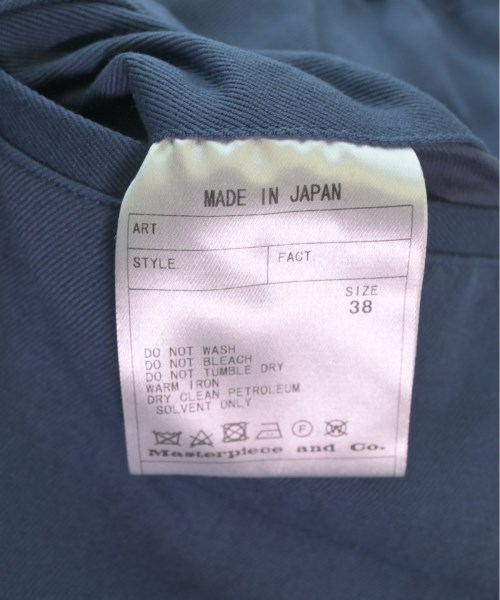 MADE IN JAPAN
ART
STYLE FACT
SIZE
38
DO NOT WASH
DO NOT BLEACH
DO NOT TUMBLE DRY
WARM IRON
DRY CLEAN PETROLEUM
SOLVENT ONLY
F W
Masterpiece and Co.